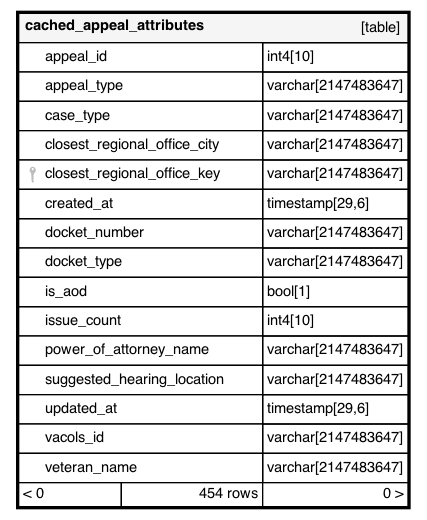 cached_appeal_attributes [table]
appeal_id int4[10]
appeal_type varchar[2147483647]
case_type varchar[2147483647]
closest_regional_office_city varchar[2147483647]
closest_regional_office_key varchar[2147483647]
created_at timestamp[29,6]
docket_number varchar[2147483647]
docket_type varchar[2147483647]
is_aod bool[1]
issue_count int4[10]
power_of_attorney_name varchar[2147483647]
suggested_hearing_location varchar[2147483647]
updated_at timestamp[29,6]
vacols_id varchar[2147483647]
veteran_name varchar[2147483647]
< 0 454 rows 0 >